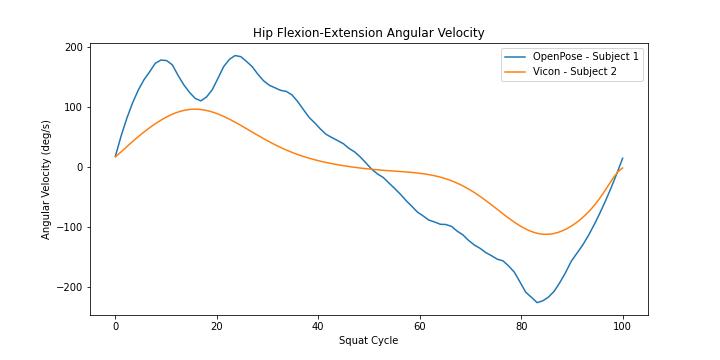 Hip Flexion-Extension Angular Velocity
OpenPose - Subject 1
Vicon - Subject 2
Angular Velocity (deg/s)
200
100
0
−100
−200
0 20 40 60 80 100
Squat Cycle